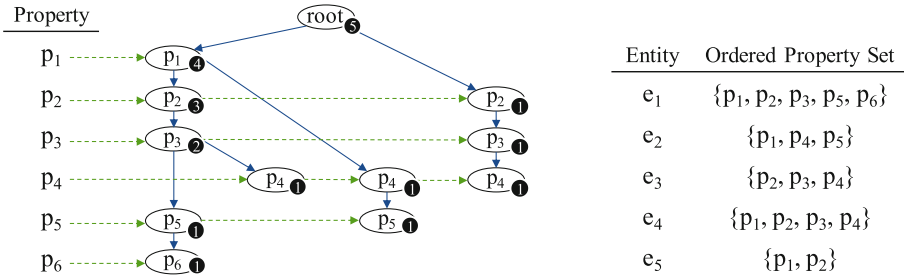 Property
root 5
p1 p1 4
p2 p2 3 p2 1
p3 p3 2 p3 1
p4 p4 1 p4 1 p4 1
p5 p5 1 p5 1
p6 p6 1
Entity Ordered Property Set
e1 {p1, p2, p3, p5, p6}
e2 {p1, p4, p5}
e3 {p2, p3, p4}
e4 {p1, p2, p3, p4}
e5 {p1, p2}